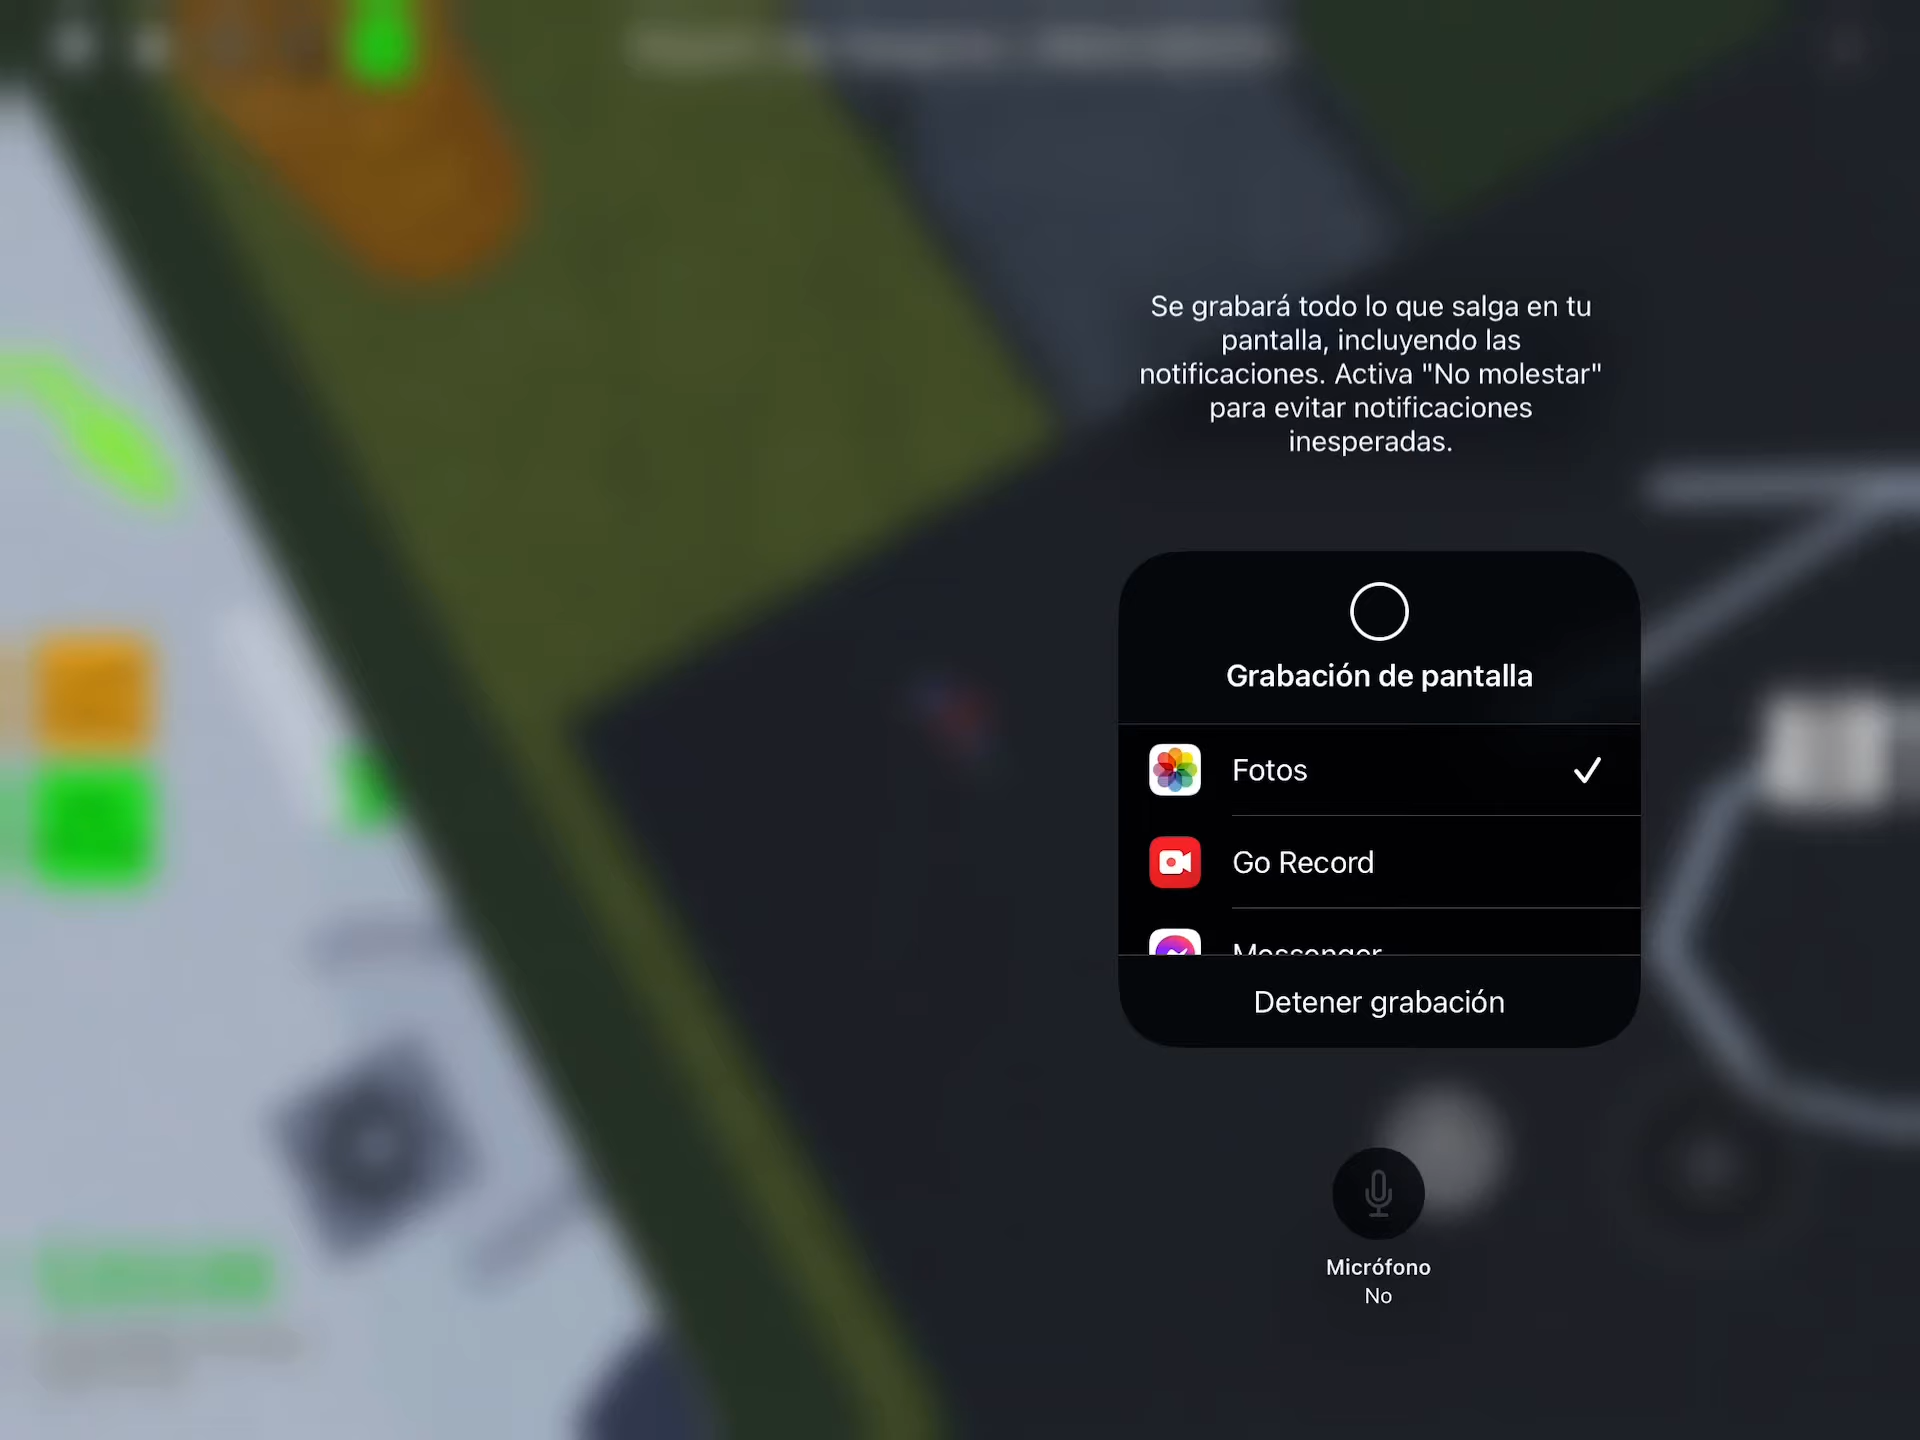 Se grabará todo lo que salga en tu
pantalla, incluyendo las
notificaciones. Activa "No molestar"
para evitar notificaciones
inesperadas.
Grabación de pantalla
Fotos
Go Record
Messenger
Detener grabación
Micrófono
No